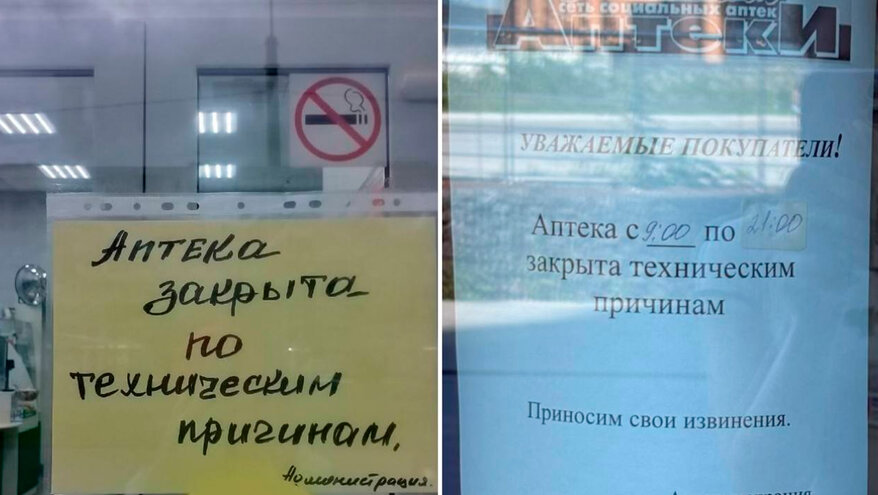 Аптека
закрыта
по
техническим
причинам.
Администрация.
сеть социальных аптек
Аптеки
УВАЖАЕМЫЕ ПОКУПАТЕЛИ!
Аптека с 9:00 по 21:00
закрыта техническим
причинам
Приносим свои извинения.